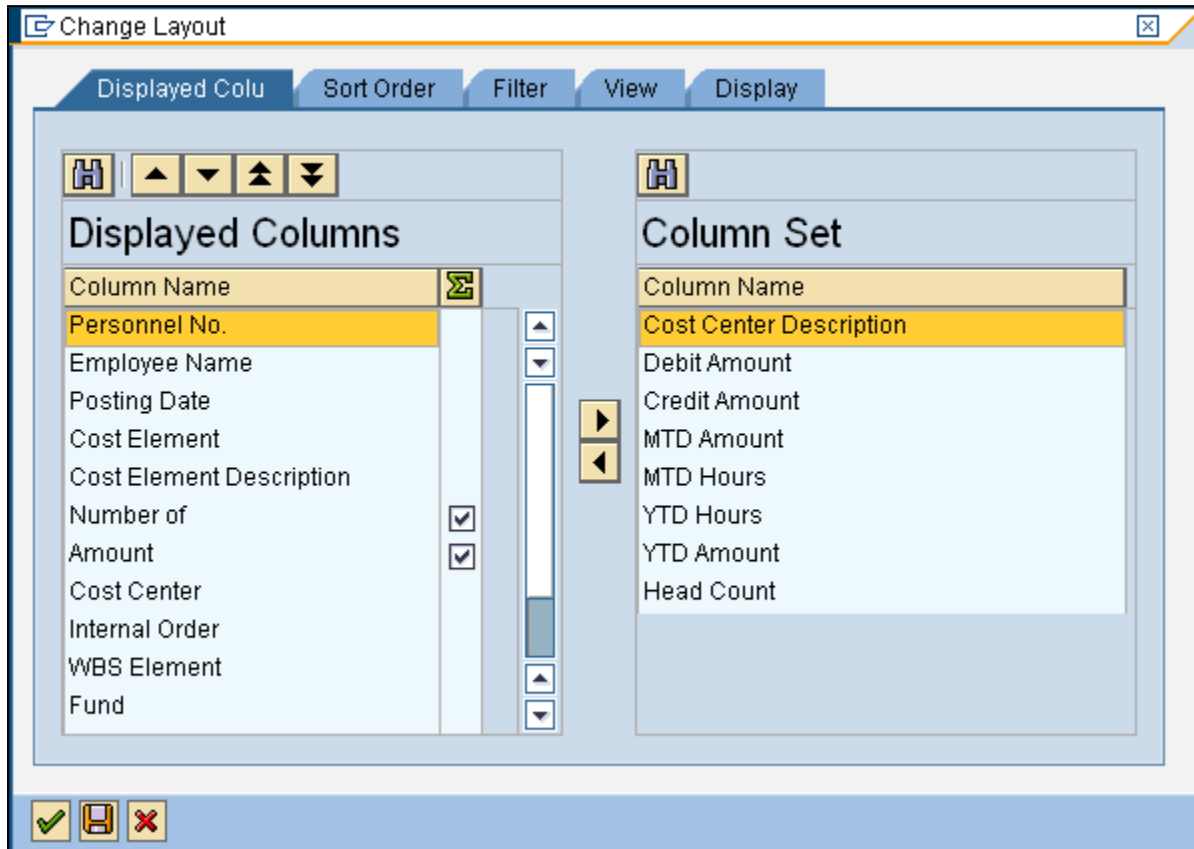 Change Layout
Displayed Colu
Sort Order
Filter
View
Display
Displayed Columns
Column Name
Personnel No.
Employee Name
Posting Date
Cost Element
Cost Element Description
Number of
Amount
Cost Center
Internal Order
WBS Element
Fund
Column Set
Column Name
Cost Center Description
Debit Amount
Credit Amount
MTD Amount
MTD Hours
YTD Hours
YTD Amount
Head Count